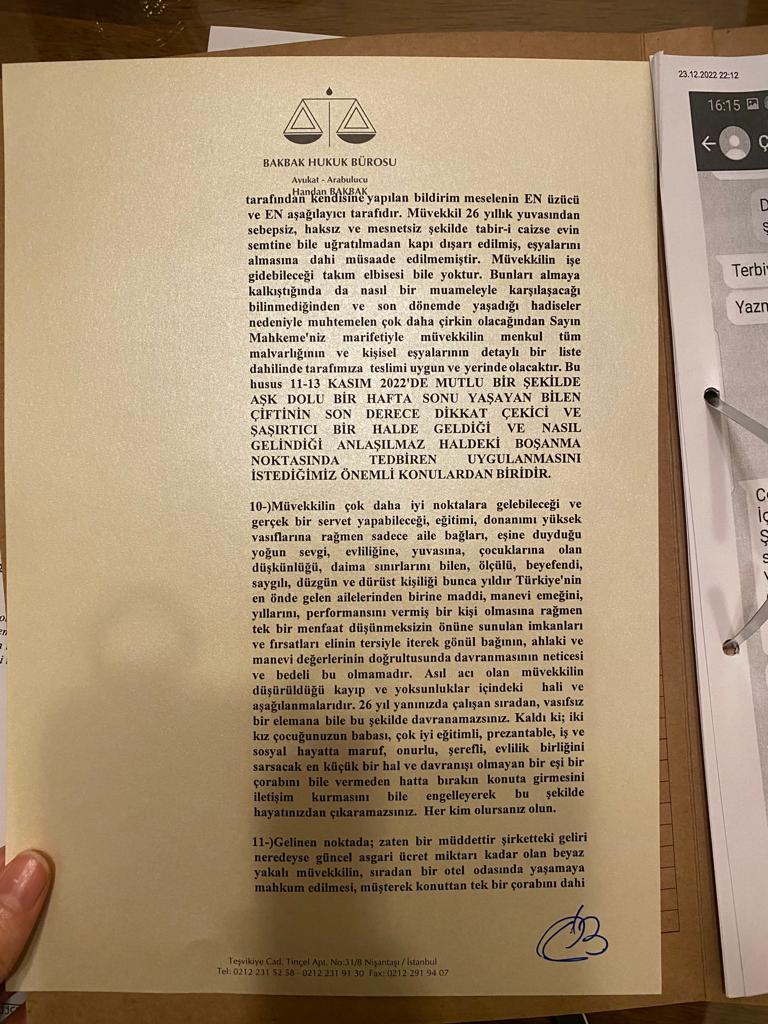 BAKBAK HUKUK BÜROSU
Avukat - Arabulucu
Handan BAKBAK
tarafından kendisine yapılan bildirim meselenin EN üzücü
ve EN aşağılayıcı tarafıdır. Müvekkil 26 yıllık yuvasından
sebepsiz, haksız ve mesnetsiz şekilde tabir-i caizse evin
semtine bile uğratılmadan kapı dışarı edilmiş, eşyalarını
almasına dahi müsaade edilmemiştir. Müvekkilin işe
gidebileceği takım elbisesi bile yoktur. Bunları almaya
kalkıştığında da nasıl bir muameleyle karşılaşacağı
bilinmediğinden ve son dönemde yaşadığı hadiseler
nedeniyle muhtemelen çok daha çirkin olacağından Sayın
Mahkeme'niz marifetiyle müvekkilin menkul tüm
malvarlığının ve kişisel eşyalarının detaylı bir liste
dahilinde tarafımıza teslimi uygun ve yerinde olacaktır. Bu
husus 11-13 KASIM 2022'DE MUTLU BİR ŞEKİLDE
AŞK DOLU BİR HAFTA SONU YAŞAYAN BİLEN
ÇİFTİNİN SON DERECE DİKKAT ÇEKİCİ VE
ŞAŞIRTICI BİR HALDE GELDİĞİ VE NASIL
GELİNDİĞİ ANLAŞILMAZ HALDEKİ BOŞANMA
NOKTASINDA TEDBİREN UYGULANMASINI
İSTEDİĞİMİZ ÖNEMLİ KONULARDAN BİRİDİR.
10-)Müvekkilin çok daha iyi noktalara gelebileceği ve
gerçek bir servet yapabileceği, eğitimi, donanımı yüksek
vasıflarına rağmen sadece aile bağları, eşine duyduğu
yoğun sevgi, evliliğine, yuvasına, çocuklarına olan
düşkünlüğü, daima sınırlarını bilen, ölçülü, beyefendi,
saygılı, düzgün ve dürüst kişiliği bunca yıldır Türkiye'nin
en önde gelen ailelerinden birine maddi, manevi emeğini,
yıllarını, performansını vermiş bir kişi olmasına rağmen
tek bir menfaat düşünmeksizin önüne sunulan imkanları
ve fırsatları elinin tersiyle iterek gönül bağının, ahlaki ve
manevi değerlerinin doğrultusunda davranmasının neticesi
ve bedeli bu olmamadır. Asıl acı olan müvekkilin
düşürüldüğü kayıp ve yoksunluklar içindeki hali ve
aşağılanmalarıdır. 26 yıl yanınızda çalışan sıradan, vasıfsız
bir elemana bile bu şekilde davranamazsınız. Kaldı ki; iki
kız çocuğunuzun babası, çok iyi eğitimli, prezantable, iş ve
sosyal hayatta maruf, onurlu, şerefli, evlilik birliğini
sarsacak en küçük bir hal ve davranışı olmayan bir eşi bir
çorabını bile vermeden hatta bırakın konuta girmesini
iletişim kurmasını bile engelleyerek bu şekilde
hayatınızdan çıkaramazsınız. Her kim olursanız olun.
11-)Gelinen noktada; zaten bir müddettir şirketteki geliri
neredeyse güncel asgari ücret miktarı kadar olan beyaz
yakalı müvekkilin, sıradan bir otel odasında yaşamaya
mahkum edilmesi, müşterek konuttan tek bir çorabını dahi
Teşvikiye Cad. Tinçel Apt. No:31/8 Nişantaşı / İstanbul
Tel: 0212 231 52 58 - 0212 231 91 30 Fax: 0212 291 94 07
23.12.2022 22:12
16:15
Terbi
Yazm